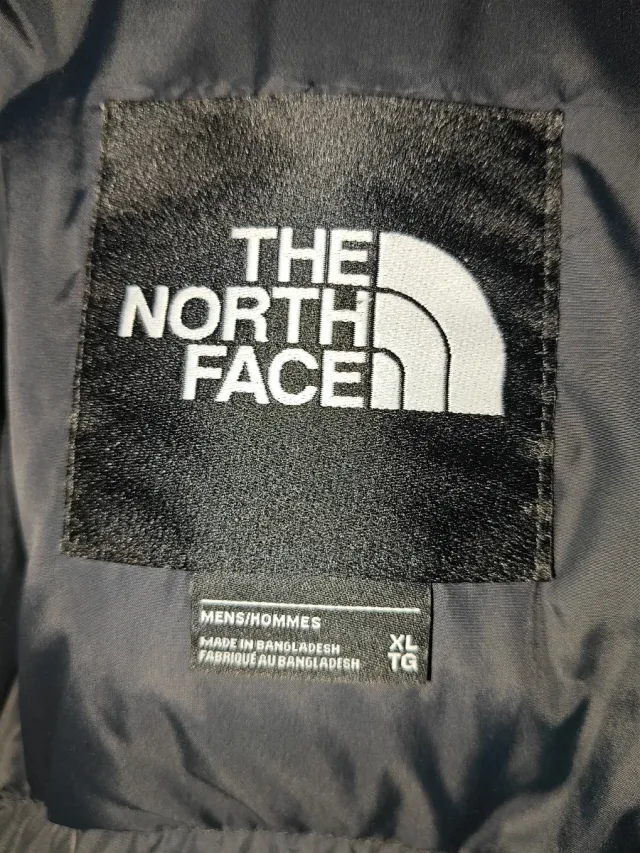 THE
NORTH
FACE
MENS/HOMMES
MADE IN BANGLADESH XL
FABRIQUÉ AU BANGLADESH TG